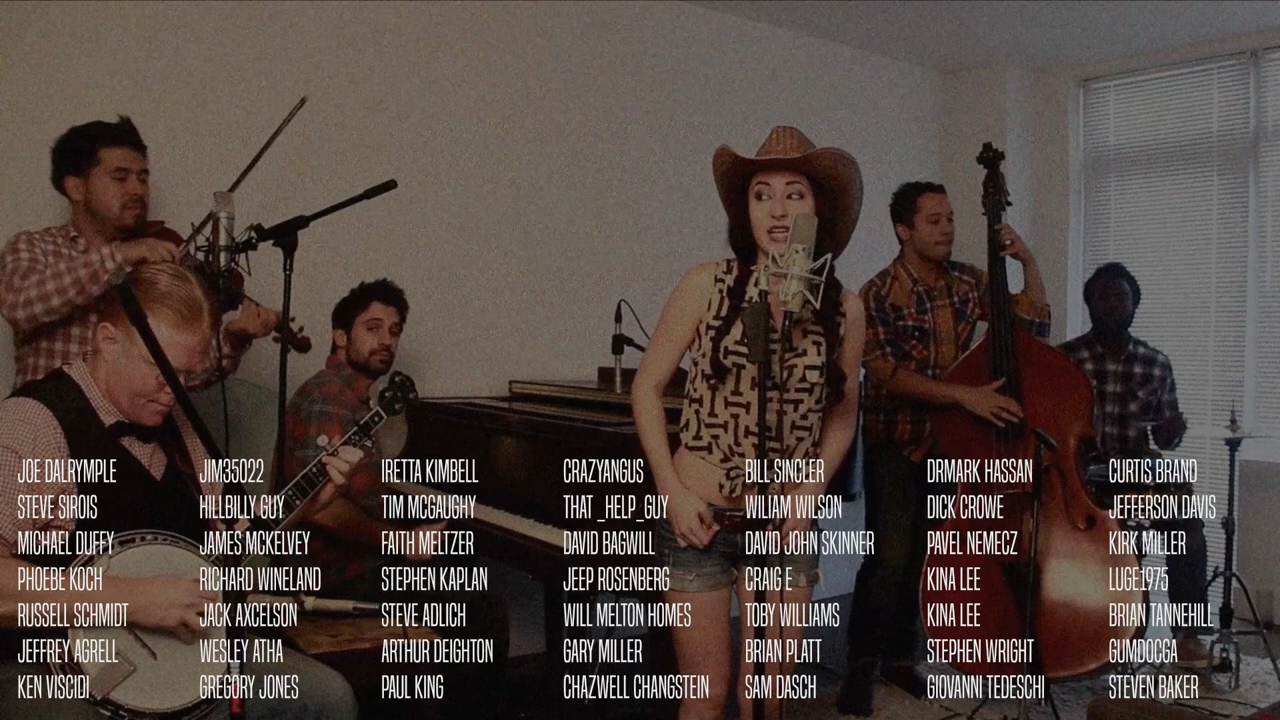 JOE DALRYMPLE JIM35022 IRETTA KIMBELL CRAZYANGUS BILL SINGLER DRMARK HASSAN CURTIS BRAND
STEVE SIROIS HILLBILLY GUY TIM MCGAUGHY THAT_HELP_GUY WILIAM WILSON DICK CROWE JEFFERSON DAVIS
MICHAEL DUFFY JAMES MCKELVEY FAITH MELTZER DAVID BAGWILL DAVID JOHN SKINNER PAVEL NEMECZ KIRK MILLER
PHOEBE KOCH RICHARD WINELAND STEPHEN KAPLAN JEEP ROSENBERG CRAIG E KINA LEE LUGE1975
RUSSELL SCHMIDT JACK AXCELSON STEVE ADLICH WILL MELTON HOMES TOBY WILLIAMS KINA LEE BRIAN TANNEHILL
JEFFREY AGRELL WESLEY ATHA ARTHUR DEIGHTON GARY MILLER BRIAN PLATT STEPHEN WRIGHT GUMDOCGA
KEN VISCIDI GREGORY JONES PAUL KING CHAZWELL CHANGSTEIN SAM DASCH GIOVANNI TEDESCHI STEVEN BAKER